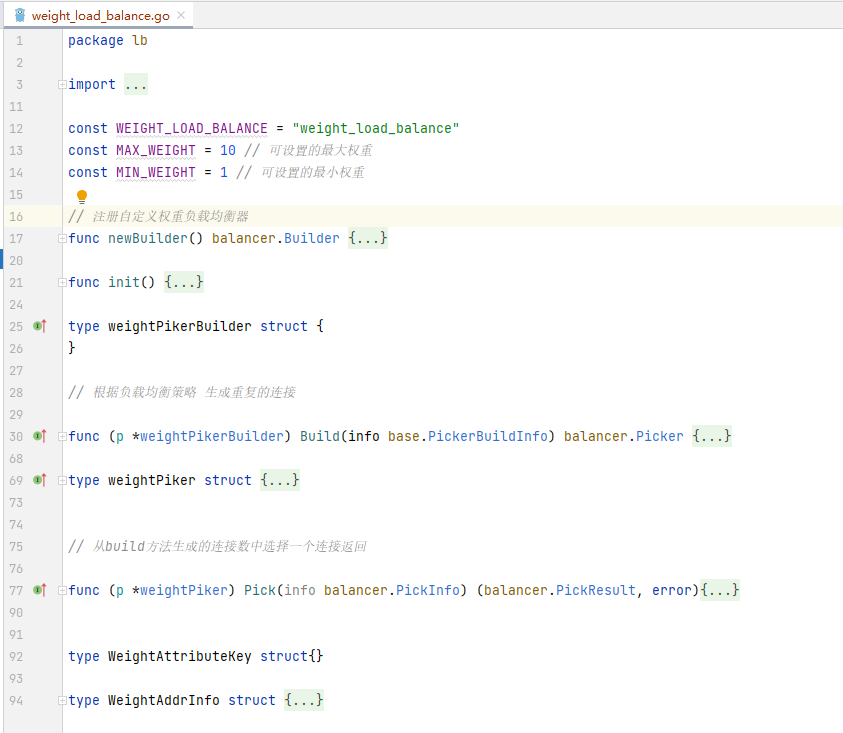 weight_load_balance.go
1 package lb
2
3 import ...
11
12 const WEIGHT_LOAD_BALANCE = "weight_load_balance"
13 const MAX_WEIGHT = 10 // 可设置的最大权重
14 const MIN_WEIGHT = 1 // 可设置的最小权重
15
16 // 注册自定义权重负载均衡器
17 func newBuilder() balancer.Builder {...}
20
21 func init() {...}
24
25 type weightPikerBuilder struct {
26 }
27
28 // 根据负载均衡策略 生成重复的连接
29
30 func (p *weightPikerBuilder) Build(info base.PickerBuildInfo) balancer.Picker {...}
68
69 type weightPiker struct {...}
73
74
75 // 从build方法生成的连接数中选择一个连接返回
76
77 func (p *weightPiker) Pick(info balancer.PickInfo) (balancer.PickResult, error){...}
90
91
92 type WeightAttributeKey struct{}
93
94 type WeightAddrInfo struct {...}